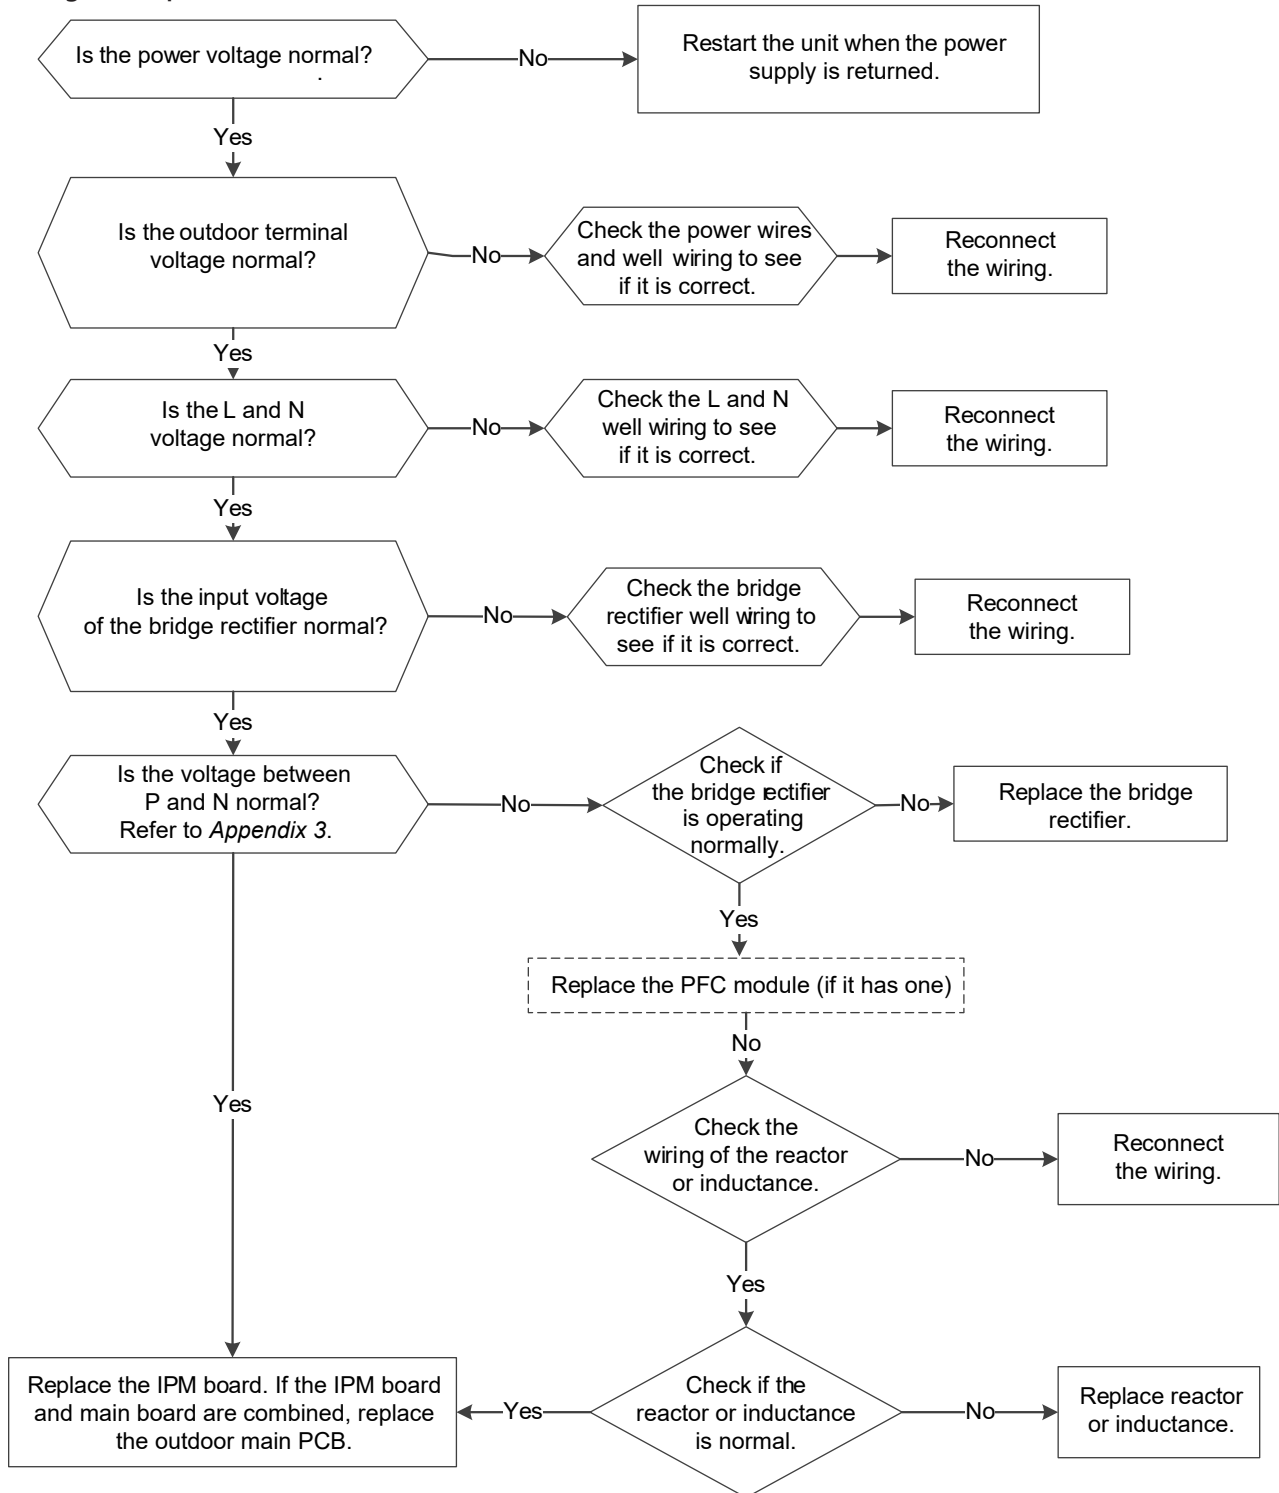 Is the power voltage normal?
.
No
Restart the unit when the power
supply is returned.
Yes
Is the outdoor terminal
voltage normal?
No
Check the power wires
and well wiring to see
if it is correct.
Reconnect
the wiring.
Yes
Is the L and N
voltage normal?
No
Check the L and N
well wiring to see
if it is correct.
Reconnect
the wiring.
Yes
Is the input voltage
of the bridge rectifier normal?
No
Check the bridge
rectifier well wiring to
see if it is correct.
Reconnect
the wiring.
Yes
Is the voltage between
P and N normal?
Refer to Appendix 3.
No
Check if
the bridge rectifier
is operating
normally.
No
Replace the bridge
rectifier.
Yes
Replace the PFC module (if it has one)
No
Yes
Check the
wiring of the reactor
or inductance.
No
Reconnect
the wiring.
Yes
Replace the IPM board. If the IPM board
and main board are combined, replace
the outdoor main PCB.
Yes
Check if the
reactor or inductance
is normal.
No
Replace reactor
or inductance.